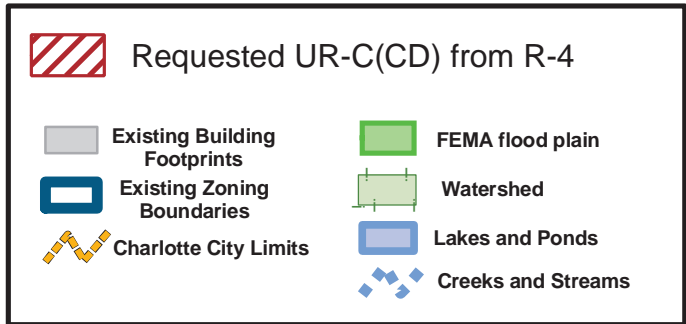 Requested UR-C(CD) from R-4
Existing Building
Footprints
Existing Zoning
Boundaries
Charlotte City Limits
FEMA flood plain
Watershed
Lakes and Ponds
Creeks and Streams